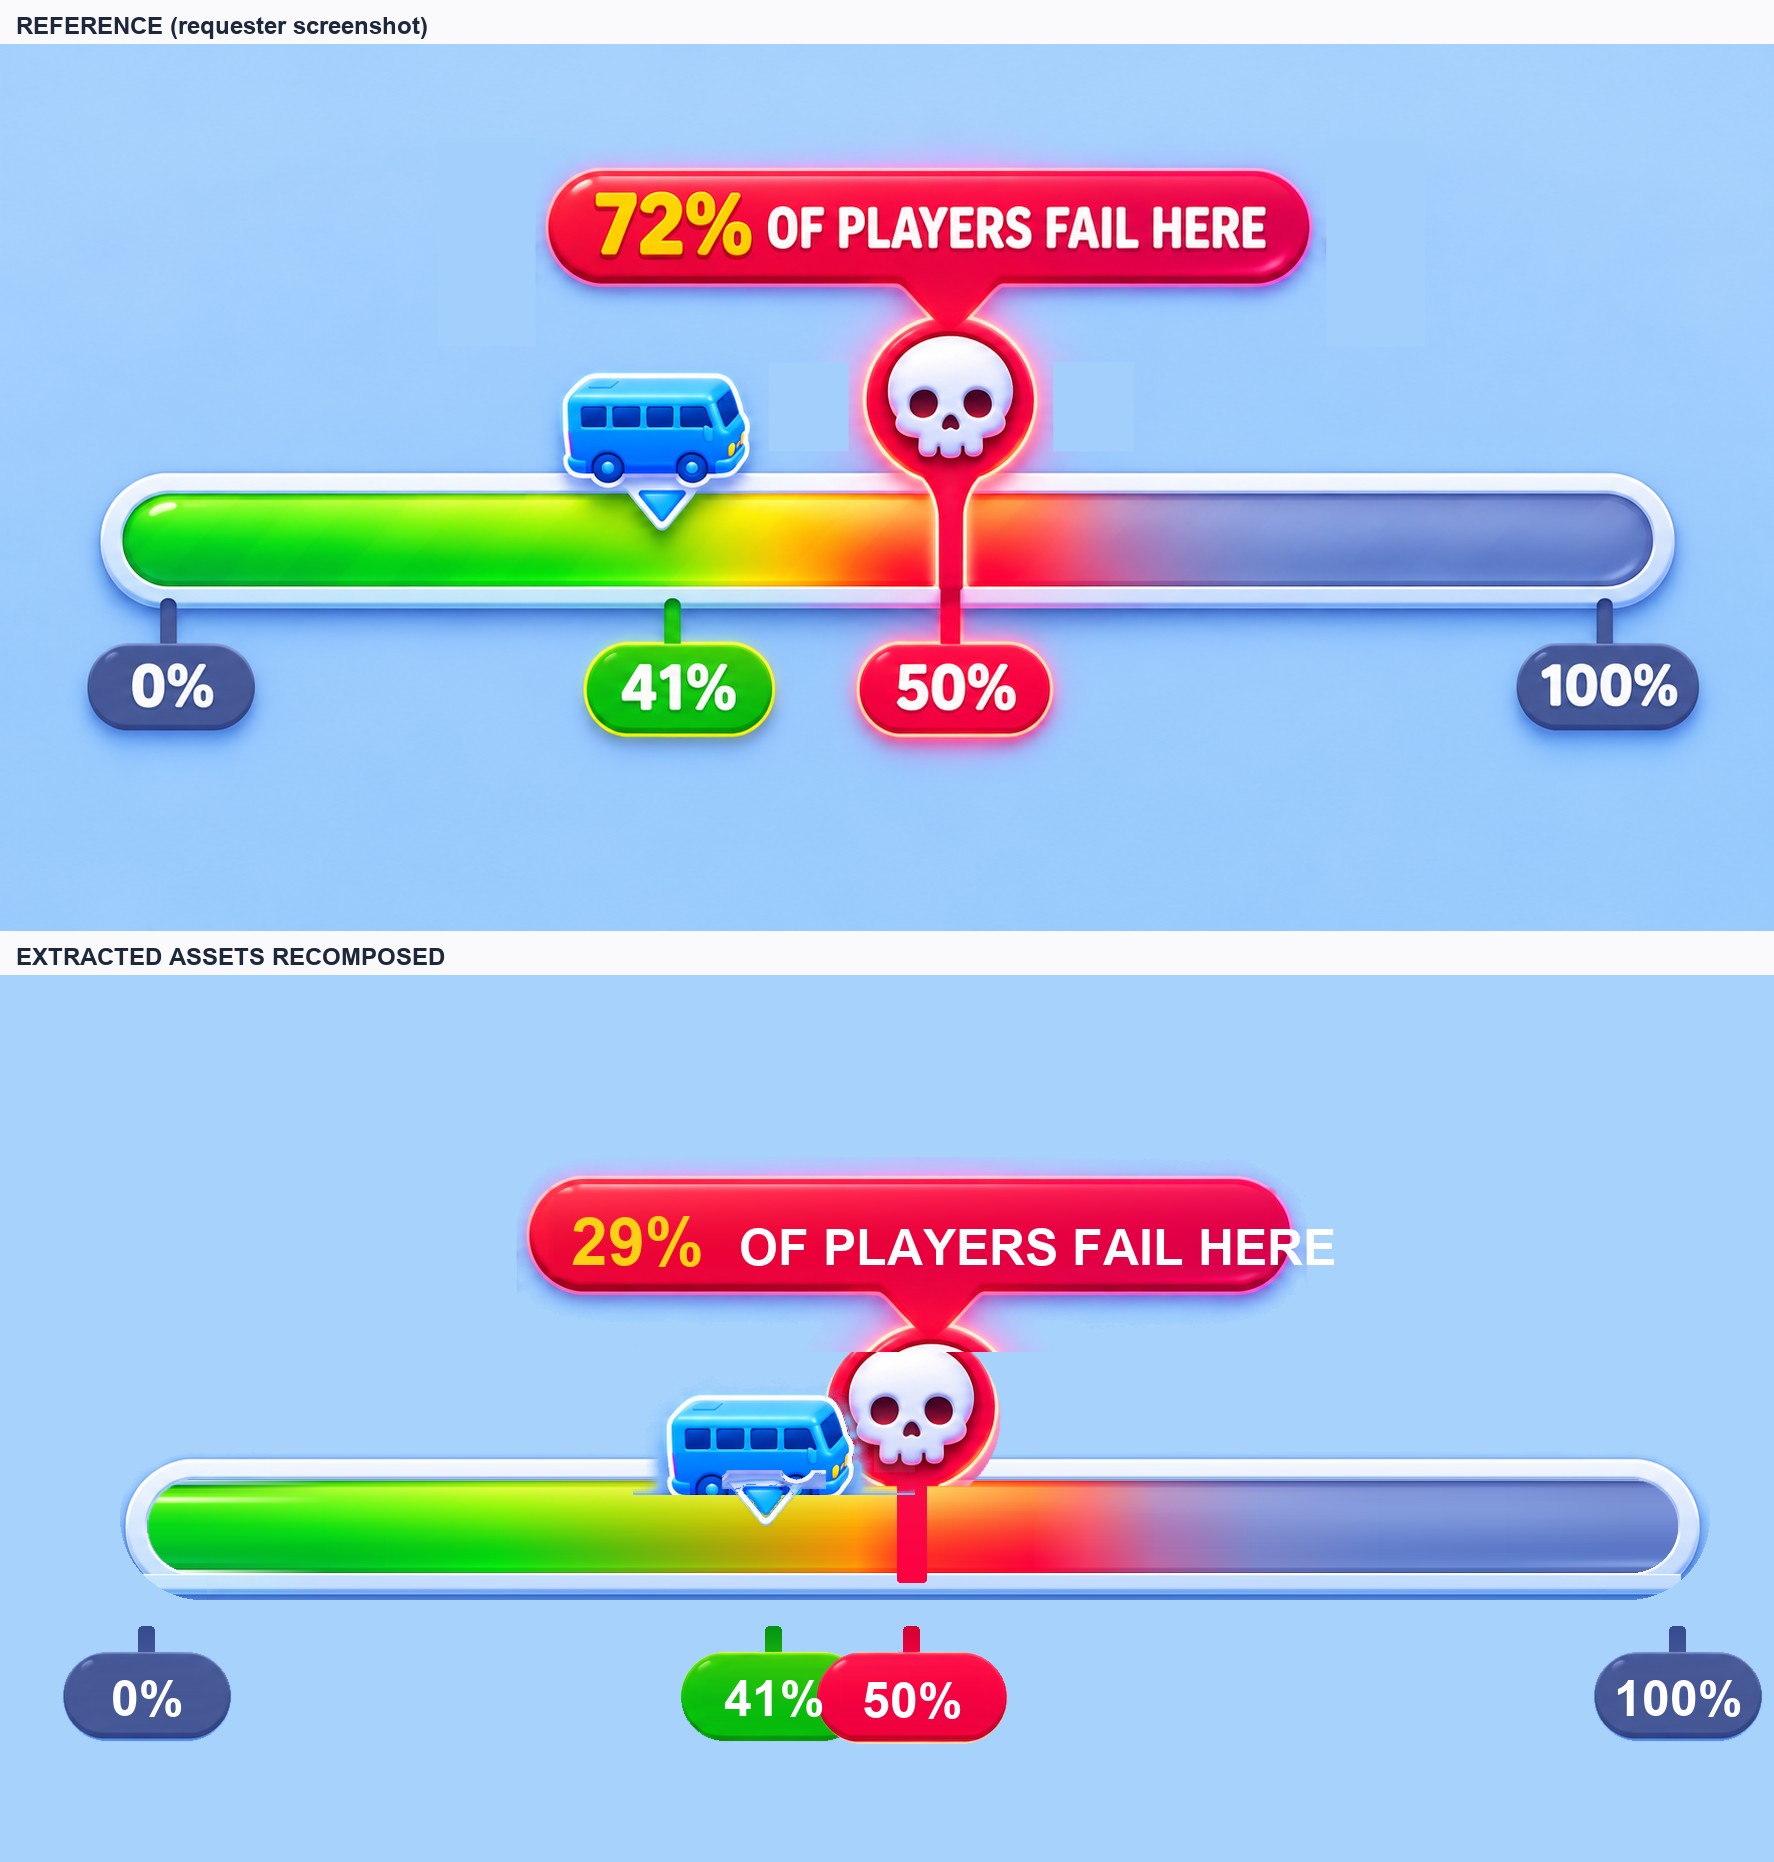 REFERENCE (requester screenshot)
72% OF PLAYERS FAIL HERE
0%
41%
50%
100%
EXTRACTED ASSETS RECOMPOSED
29% OF PLAYERS FAIL HERE
0%
41%
50%
100%